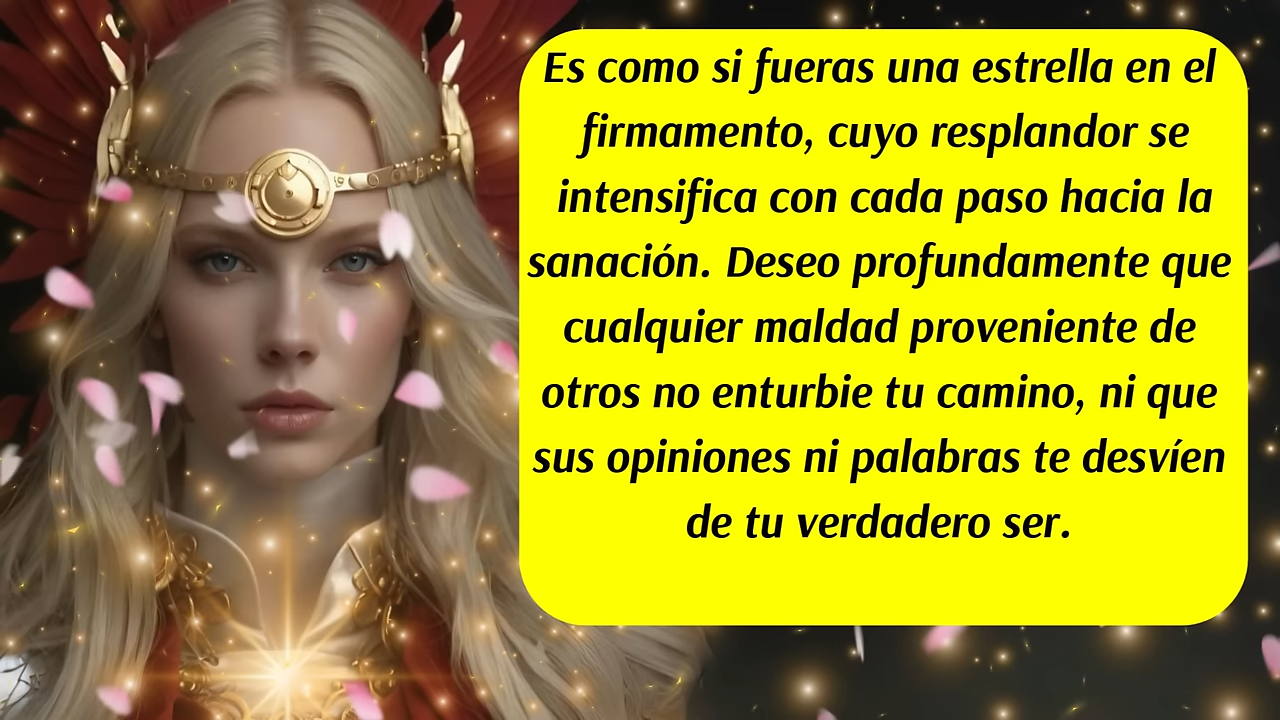 Es como si fueras una estrella en el
firmamento, cuyo resplandor se
intensifica con cada paso hacia la
sanación. Deseo profundamente que
cualquier maldad proveniente de
otros no enturbie tu camino, ni que
sus opiniones ni palabras te desvíen
de tu verdadero ser.